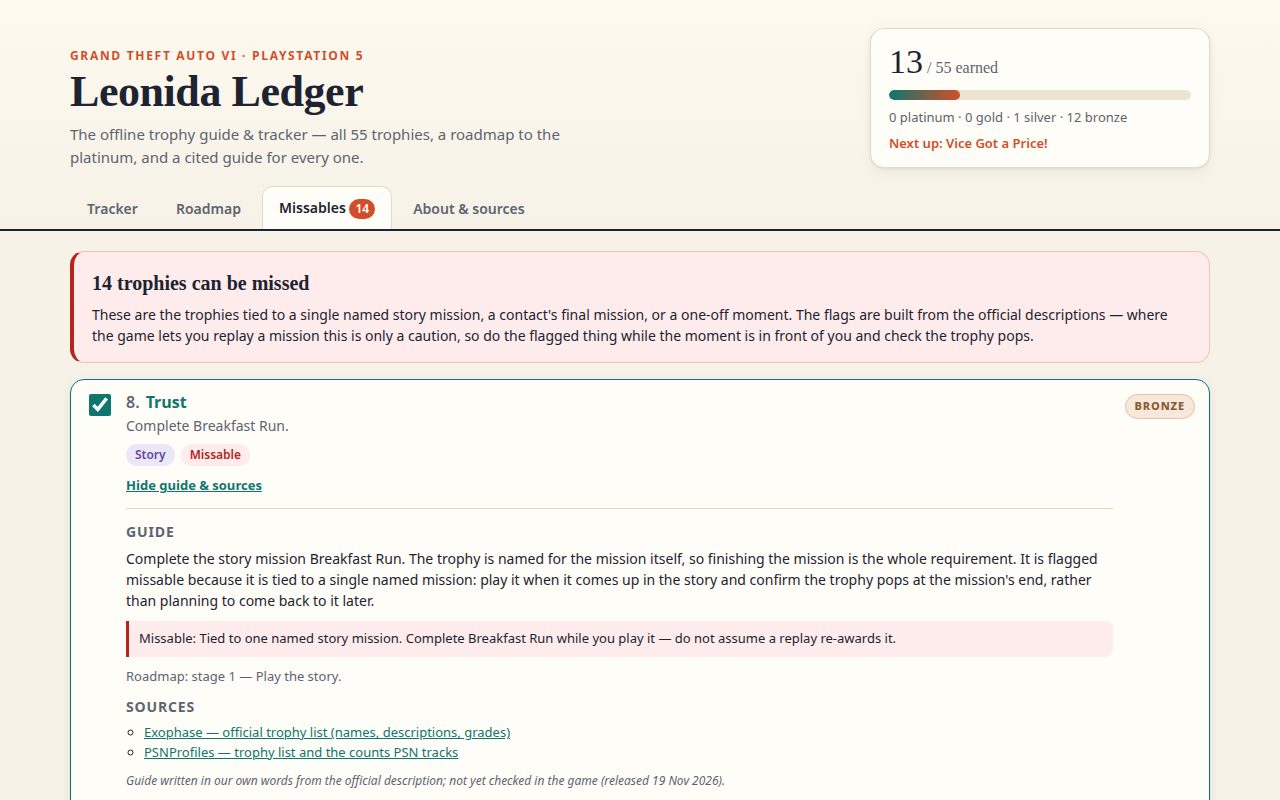 GRAND THEFT AUTO VI · PLAYSTATION 5
Leonida Ledger
The offline trophy guide & tracker — all 55 trophies, a roadmap to the
platinum, and a cited guide for every one.
13 / 55 earned
0 platinum · 0 gold · 1 silver · 12 bronze
Next up: Vice Got a Price!
Tracker
Roadmap
Missables 14
About & sources
14 trophies can be missed
These are the trophies tied to a single named story mission, a contact's final mission, or a one-off moment. The flags are built from the official descriptions — where
the game lets you replay a mission this is only a caution, so do the flagged thing while the moment is in front of you and check the trophy pops.
8. Trust
BRONZE
Complete Breakfast Run.
Story
Missable
Hide guide & sources
GUIDE
Complete the story mission Breakfast Run. The trophy is named for the mission itself, so finishing the mission is the whole requirement. It is flagged
missable because it is tied to a single named mission: play it when it comes up in the story and confirm the trophy pops at the mission's end, rather
than planning to come back to it later.
Missable: Tied to one named story mission. Complete Breakfast Run while you play it — do not assume a replay re-awards it.
Roadmap: stage 1 — Play the story.
SOURCES
Exophase — official trophy list (names, descriptions, grades)
PSNProfiles — trophy list and the counts PSN tracks
Guide written in our own words from the official description; not yet checked in the game (released 19 Nov 2026).